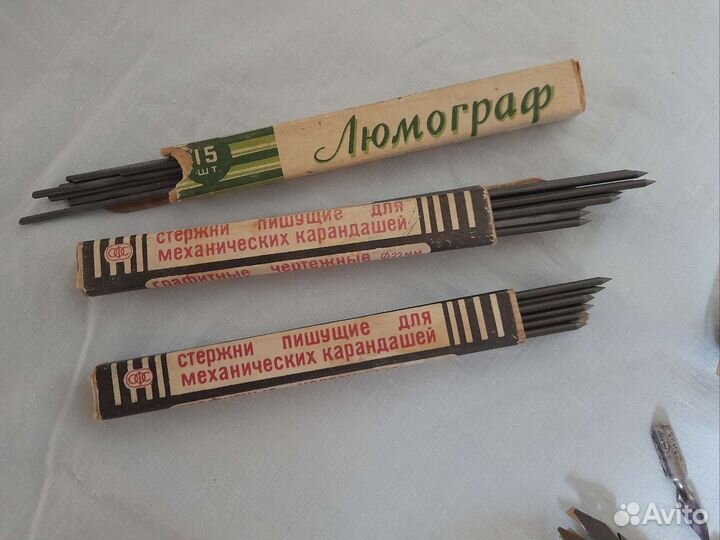 15
ШТ.
Люмограф
СТЕРЖНИ ПИШУЩИЕ ДЛЯ
МЕХАНИЧЕСКИХ КАРАНДАШЕЙ
ГРАФИТНЫЕ ЧЕРТЕЖНЫЕ
СТЕРЖНИ ПИШУЩИЕ ДЛЯ
МЕХАНИЧЕСКИХ КАРАНДАШЕЙ
Avito